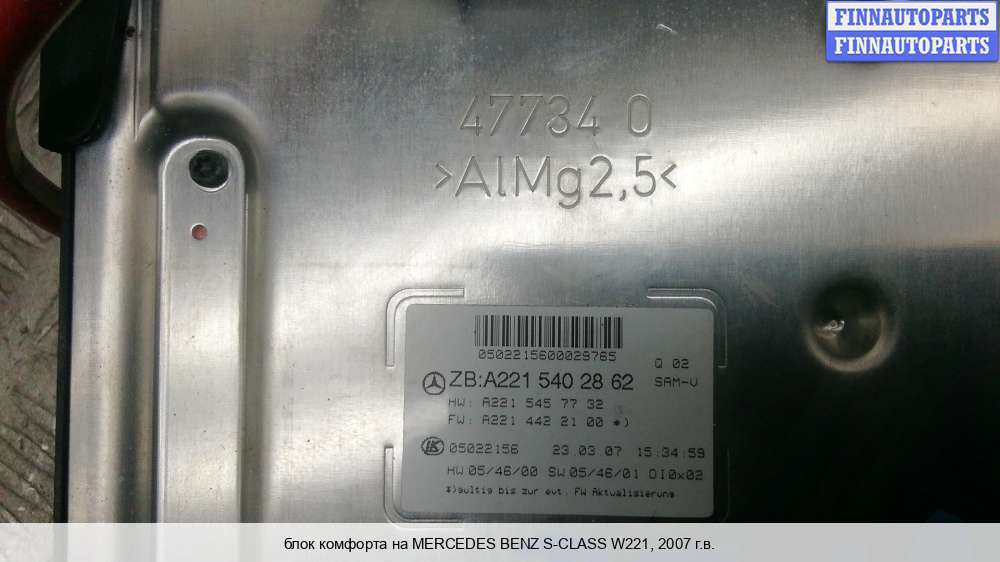 FINNAUTOPARTS
FINNAUTOPARTS
47734 0
>AlMg2,5<
0502215600029765
Q 02
ZB:A221 540 28 62
SAM-V
HW: A221 545 77 32
FW: A221 442 21 00 *)
05022156 23.03.07 15:34:59
HW 05/46/00 SW 05/46/01 DI0x02
*)gultig bis zur evt. FW Aktualisierung
блок комфорта на MERCEDES BENZ S-CLASS W221, 2007 г.в.